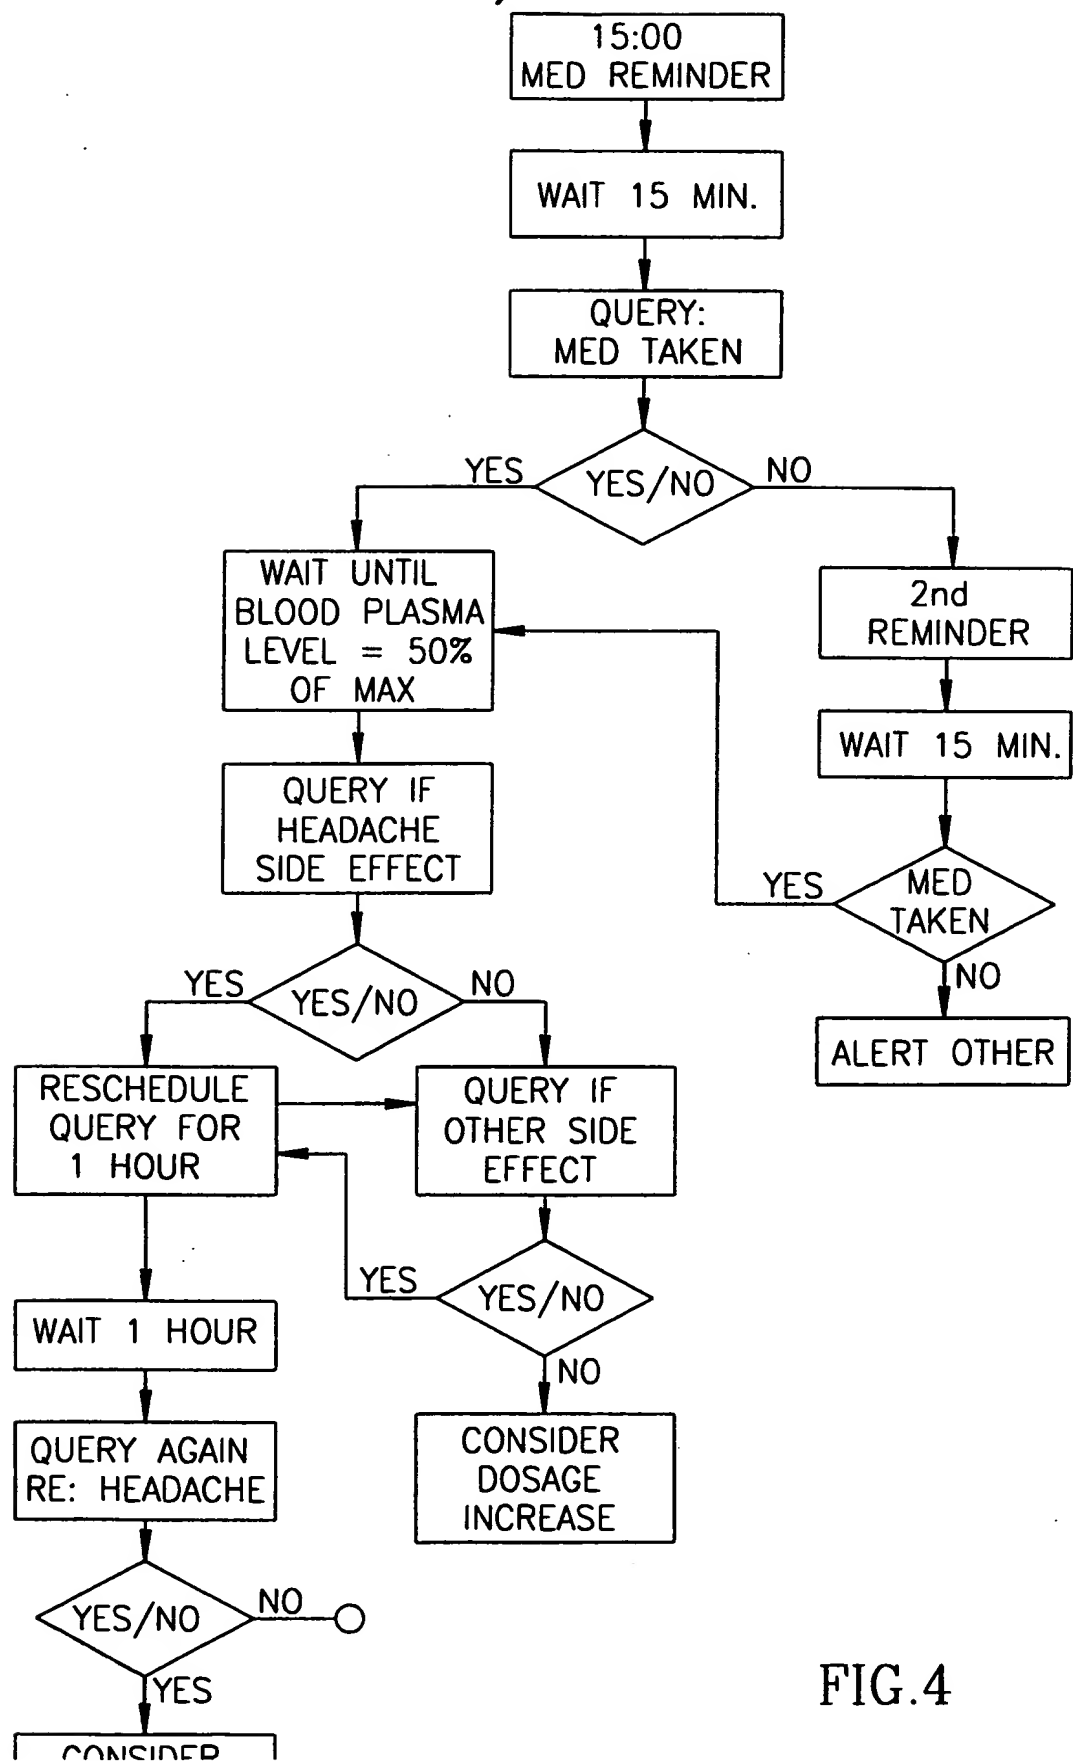 15:00
MED REMINDER
WAIT 15 MIN.
QUERY:
MED TAKEN
YES
YES/NO
NO
WAIT UNTIL
BLOOD PLASMA
LEVEL = 50%
OF MAX
2nd
REMINDER
WAIT 15 MIN.
QUERY IF
HEADACHE
SIDE EFFECT
YES
MED
TAKEN
NO
ALERT OTHER
YES
YES/NO
NO
RESCHEDULE
QUERY FOR
1 HOUR
QUERY IF
OTHER SIDE
EFFECT
YES
YES/NO
NO
WAIT 1 HOUR
CONSIDER
DOSAGE
INCREASE
QUERY AGAIN
RE: HEADACHE
YES/NO
NO
YES
CONSIDER
FIG.4